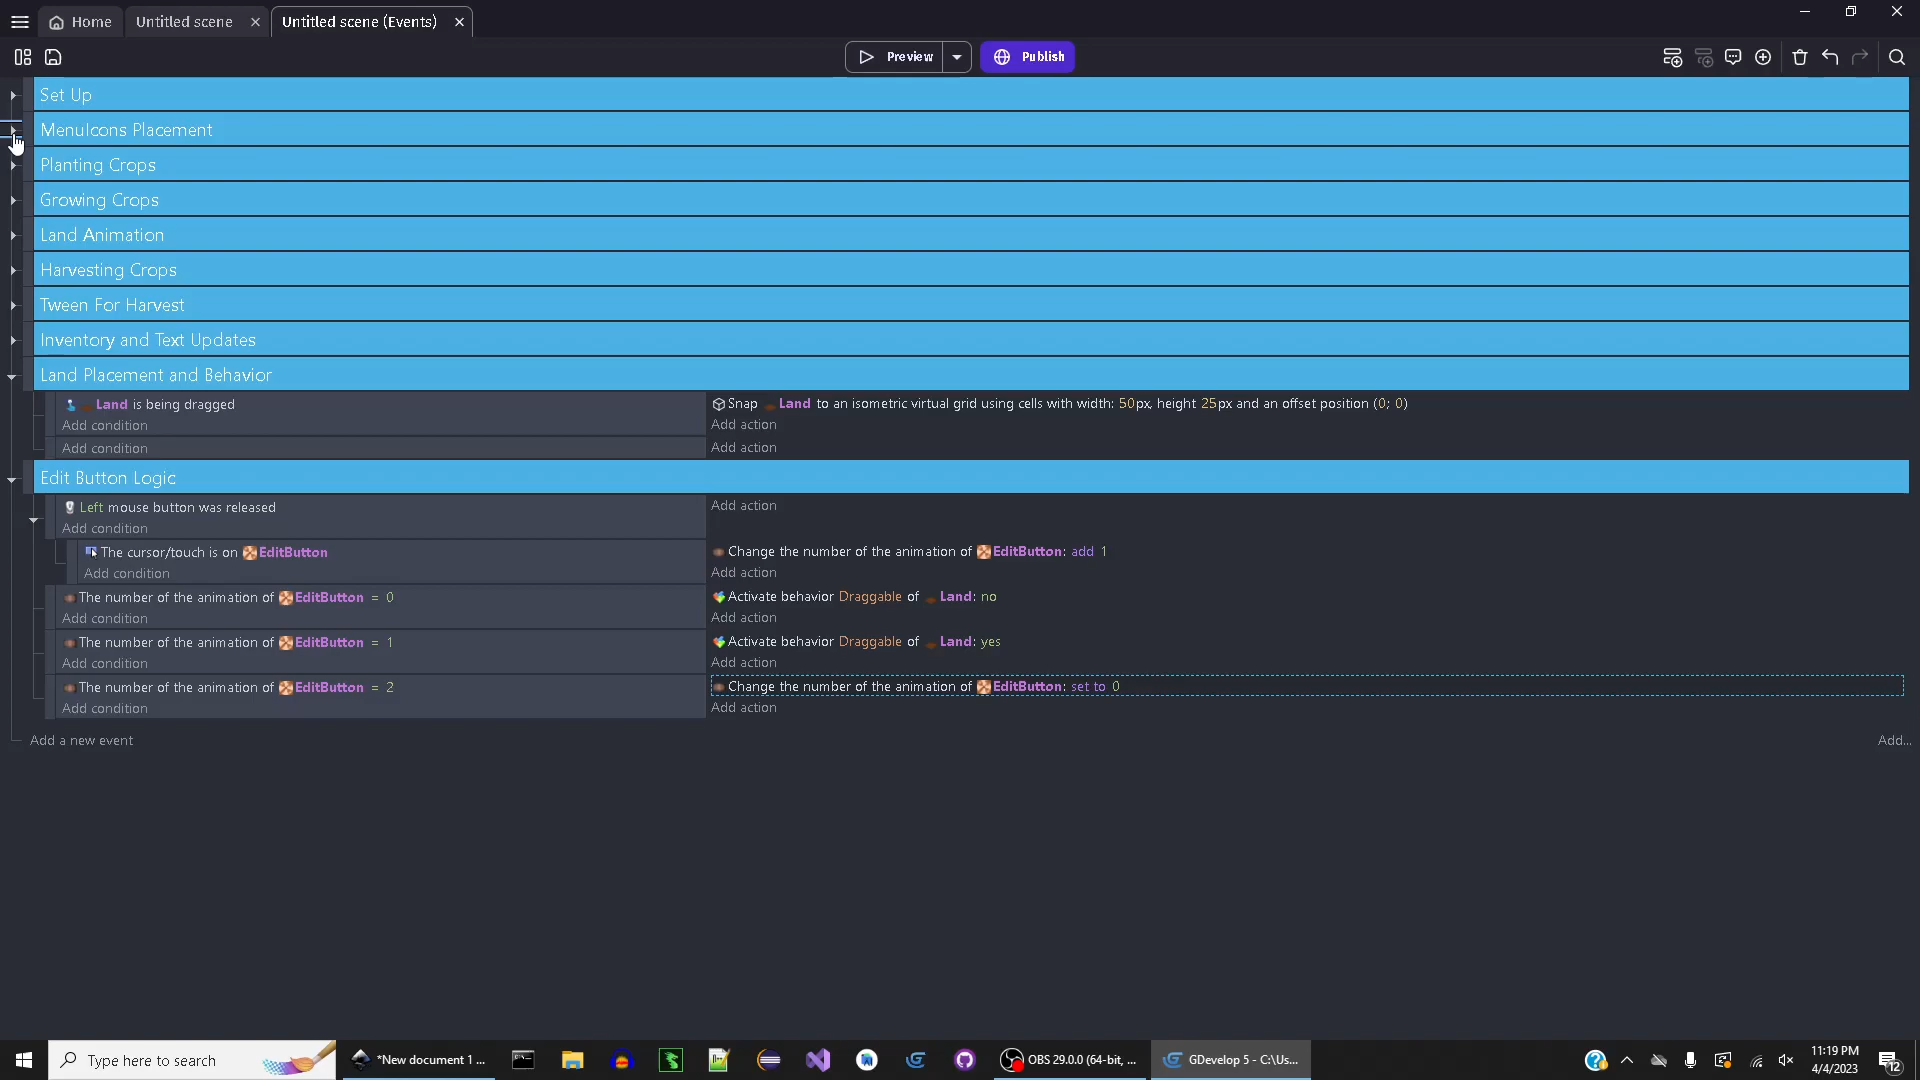 Home
Untitled scene
Untitled scene (Events)
Preview
Publish
Set Up
MenuIcons Placement
Planting Crops
Growing Crops
Land Animation
Harvesting Crops
Tween For Harvest
Inventory and Text Updates
Land Placement and Behavior
Land is being dragged
Snap Land to an isometric virtual grid using cells with width: 50px, height 25px and an offset position (0; 0)
Add condition
Add action
Add condition
Add action
Edit Button Logic
Left mouse button was released
Add action
Add condition
The cursor/touch is on EditButton
Change the number of the animation of EditButton: add 1
Add condition
Add action
The number of the animation of EditButton = 0
Activate behavior Draggable of Land: no
Add condition
Add action
The number of the animation of EditButton = 1
Activate behavior Draggable of Land: yes
Add condition
Add action
The number of the animation of EditButton = 2
Change the number of the animation of EditButton: set to 0
Add condition
Add action
Add a new event
Add...
Type here to search
*New document 1 ...
OBS 29.0.0 (64-bit, ...
GDevelop 5 - C:\Us...
11:19 PM
4/4/2023
12